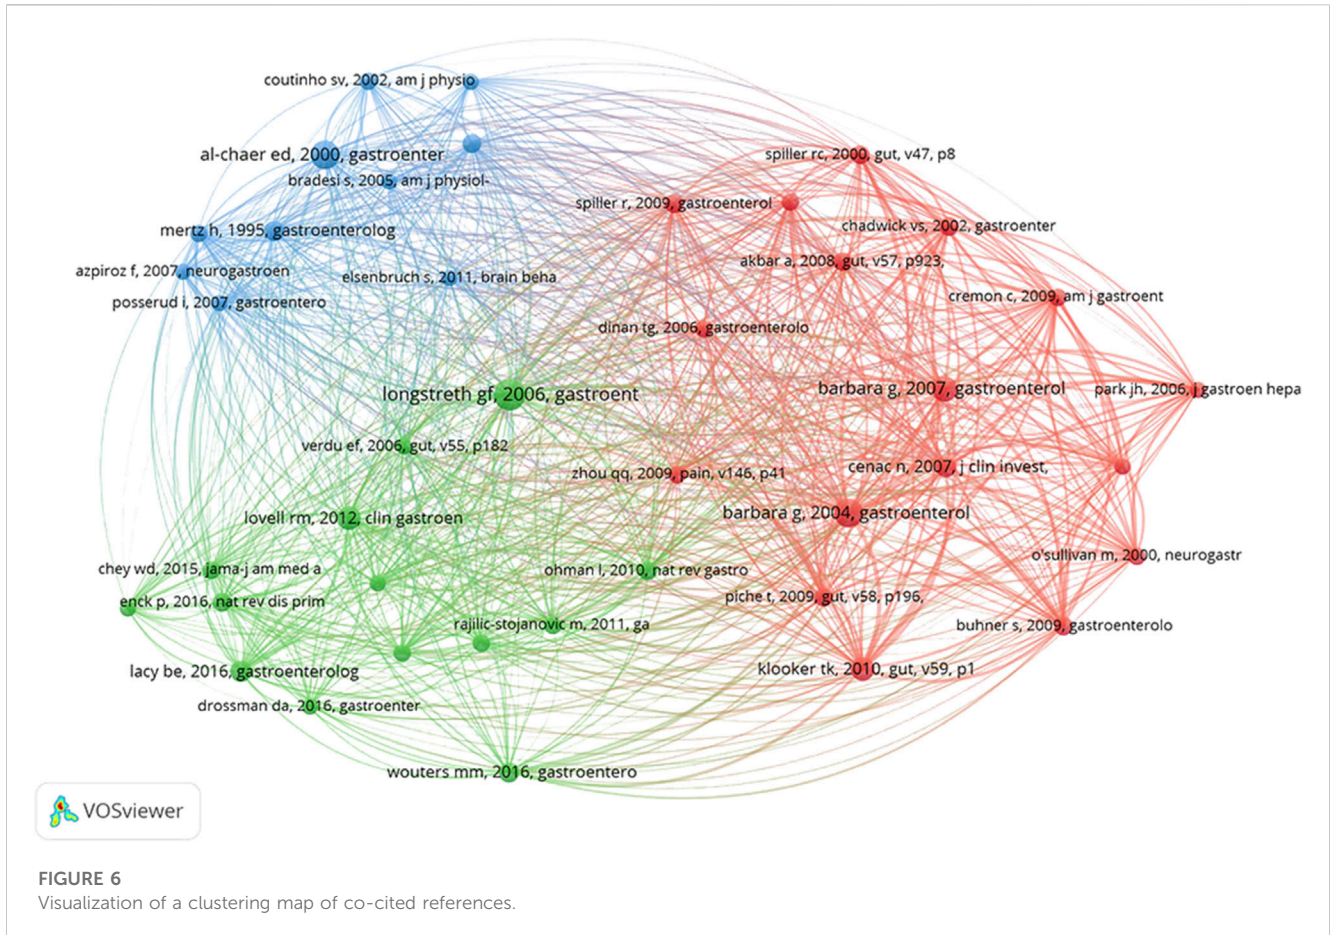 coutinho sv, 2002, am j physio
al-chaer ed, 2000, gastroenter
spiller rc, 2000, gut, v47, p8
bradesi s, 2005, am j physiol-
spiller r, 2009, gastroenterol
chadwick vs, 2002, gastroenter
mertz h, 1995, gastroenterolog
akbar a, 2008, gut, v57, p923,
azpiroz f, 2007, neurogastroen
elsenbruch s, 2011, brain beha
cremon c, 2009, am j gastroent
posserud i, 2007, gastroentero
dinan tg, 2006, gastroenterolo
longstreth gf, 2006, gastroent
barbara g, 2007, gastroenterol
park jh, 2006, j gastroen hepa
verdu ef, 2006, gut, v55, p182
zhou qq, 2009, pain, v146, p41
cenac n, 2007, j clin invest,
lovell rm, 2012, clin gastroen
barbara g, 2004, gastroenterol
o'sullivan m, 2000, neurogastr
chey wd, 2015, jama-j am med a
ohman l, 2010, nat rev gastro
enck p, 2016, nat rev dis prim
piche t, 2009, gut, v58, p196,
rajilic-stojanovic m, 2011, ga
buhner s, 2009, gastroenterolo
lacy be, 2016, gastroenterolog
klooker tk, 2010, gut, v59, p1
drossman da, 2016, gastroenter
wouters mm, 2016, gastroentero
VOSviewer
FIGURE 6
Visualization of a clustering map of co-cited references.